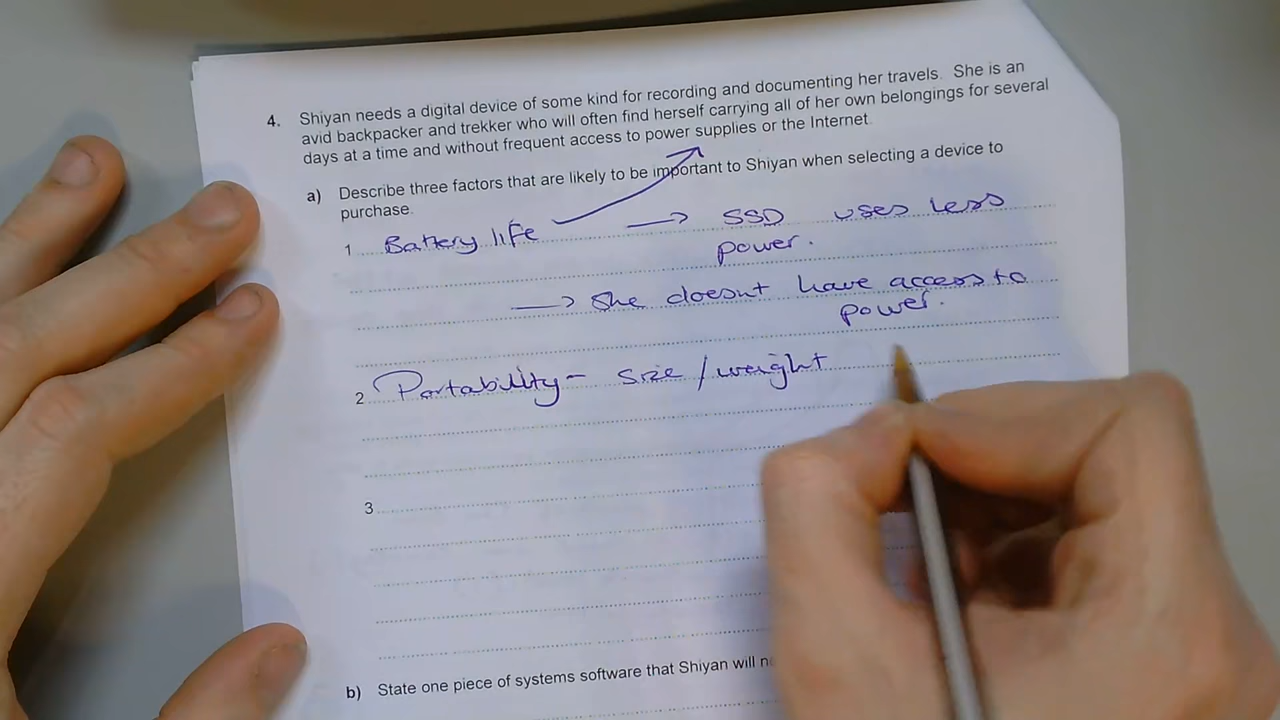 4. Shiyan needs a digital device of some kind for recording and documenting her travels. She is an
avid backpacker and trekker who will often find herself carrying all of her own belongings for several
days at a time and without frequent access to power supplies or the Internet.
a) Describe three factors that are likely to be important to Shiyan when selecting a device to
purchase.
1 Battery life → SSD uses less
power.
→ She doesnt have access to
power.
2 Portability - size / weight
3
b) State one piece of systems software that Shiyan will